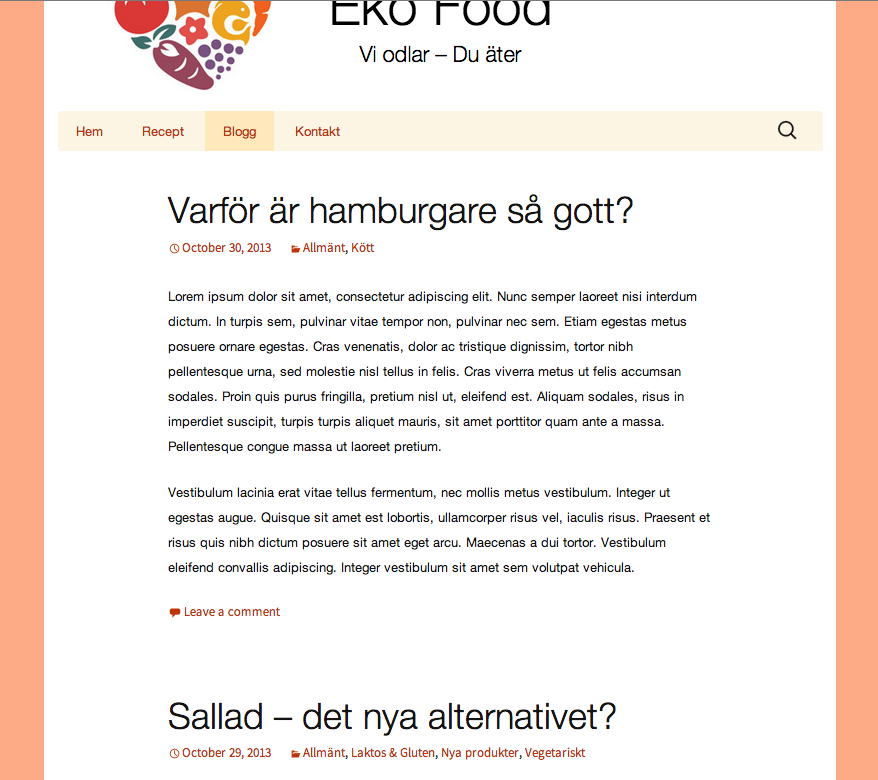 Eko Food
Vi odlar – Du äter
Hem Recept Blogg Kontakt
Varför är hamburgare så gott?
October 30, 2013 Allmänt, Kött
Lorem ipsum dolor sit amet, consectetur adipiscing elit. Nunc semper laoreet nisi interdum
dictum. In turpis sem, pulvinar vitae tempor non, pulvinar nec sem. Etiam egestas metus
posuere ornare egestas. Cras venenatis, dolor ac tristique dignissim, tortor nibh
pellentesque urna, sed molestie nisl tellus in felis. Cras viverra metus ut felis accumsan
sodales. Proin quis purus fringilla, pretium nisl ut, eleifend est. Aliquam sodales, risus in
imperdiet suscipit, turpis turpis aliquet mauris, sit amet porttitor quam ante a massa.
Pellentesque congue massa ut laoreet pretium.
Vestibulum lacinia erat vitae tellus fermentum, nec mollis metus vestibulum. Integer ut
egestas augue. Quisque sit amet est lobortis, ullamcorper risus vel, iaculis risus. Praesent et
risus quis nibh dictum posuere sit amet eget arcu. Maecenas a dui tortor. Vestibulum
eleifend convallis adipiscing. Integer vestibulum sit amet sem volutpat vehicula.
Leave a comment
Sallad – det nya alternativet?
October 29, 2013 Allmänt, Laktos & Gluten, Nya produkter, Vegetariskt